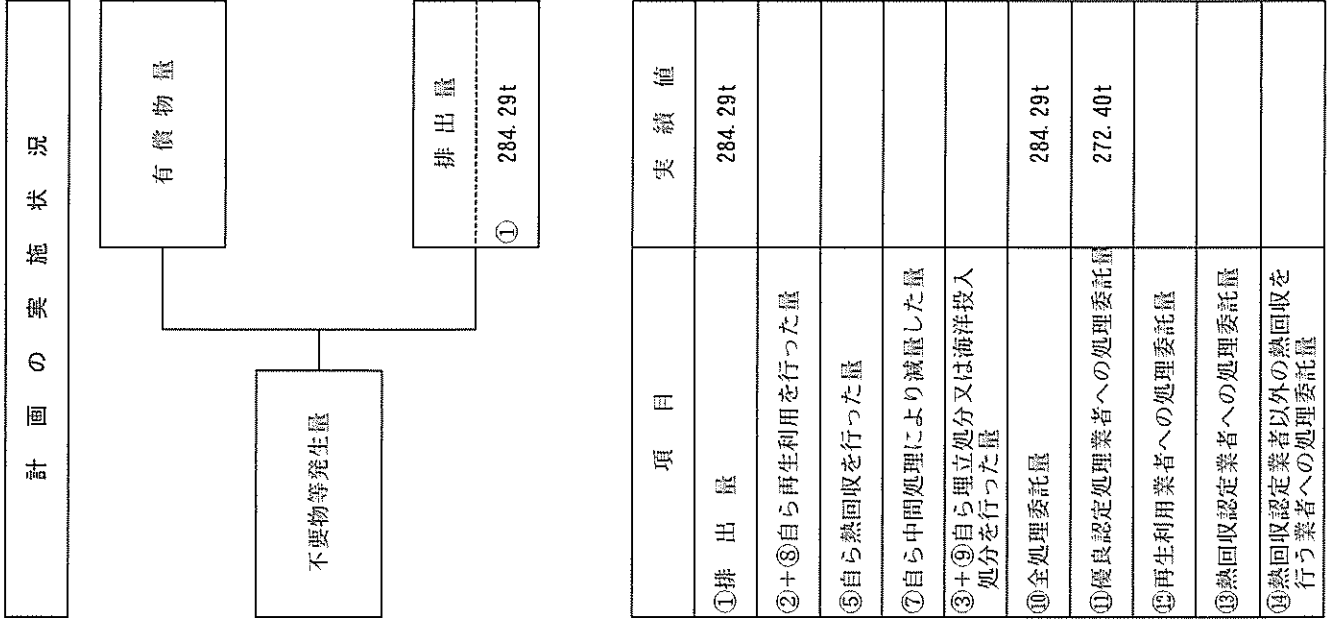 計画の実施状況
不要物等発生量
有償物量
排出量
① 284.29t
項目
実績値
①排出量
284.29t
②+⑧自ら再生利用を行った量
⑤自ら熱回収を行った量
⑦自ら中間処理により減量した量
③+⑨自ら埋立処分又は海洋投入
処分を行った量
⑩全処理委託量
284.29t
⑪優良認定処理業者への処理委託量
272.40t
⑫再生利用業者への処理委託量
⑬熱回収認定業者への処理委託量
⑭熱回収認定業者以外の熱回収を
行う業者への処理委託量